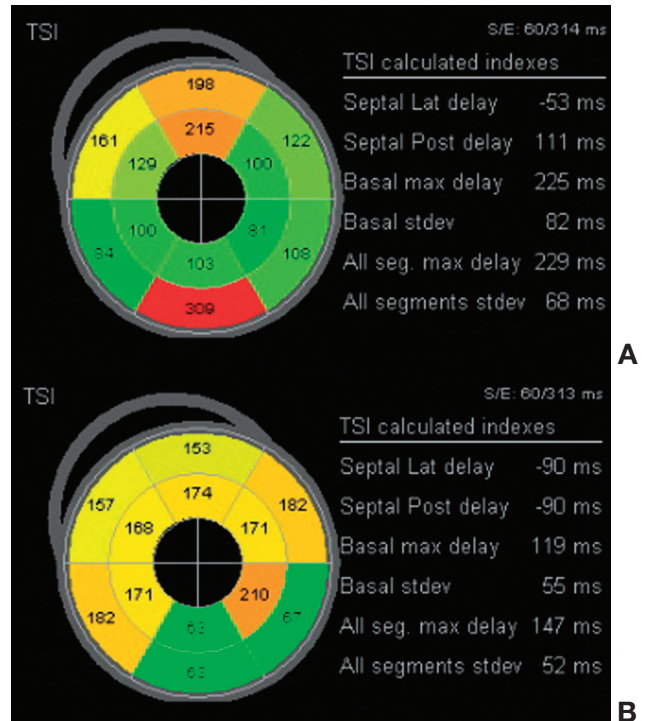 TSI
S/E: 60/314 ms
TSI calculated indexes
Septal Lat delay -53 ms
Septal Post delay 111 ms
Basal max delay 225 ms
Basal stdev 82 ms
All seg. max delay 229 ms
All segments stdev 68 ms
198
161
215
122
129
100
84
100
81
108
103
309
A
TSI
S/E: 60/313 ms
TSI calculated indexes
Septal Lat delay -90 ms
Septal Post delay -90 ms
Basal max delay 119 ms
Basal stdev 55 ms
All seg. max delay 147 ms
All segments stdev 52 ms
153
157
174
182
168
171
182
171
210
67
63
63
B